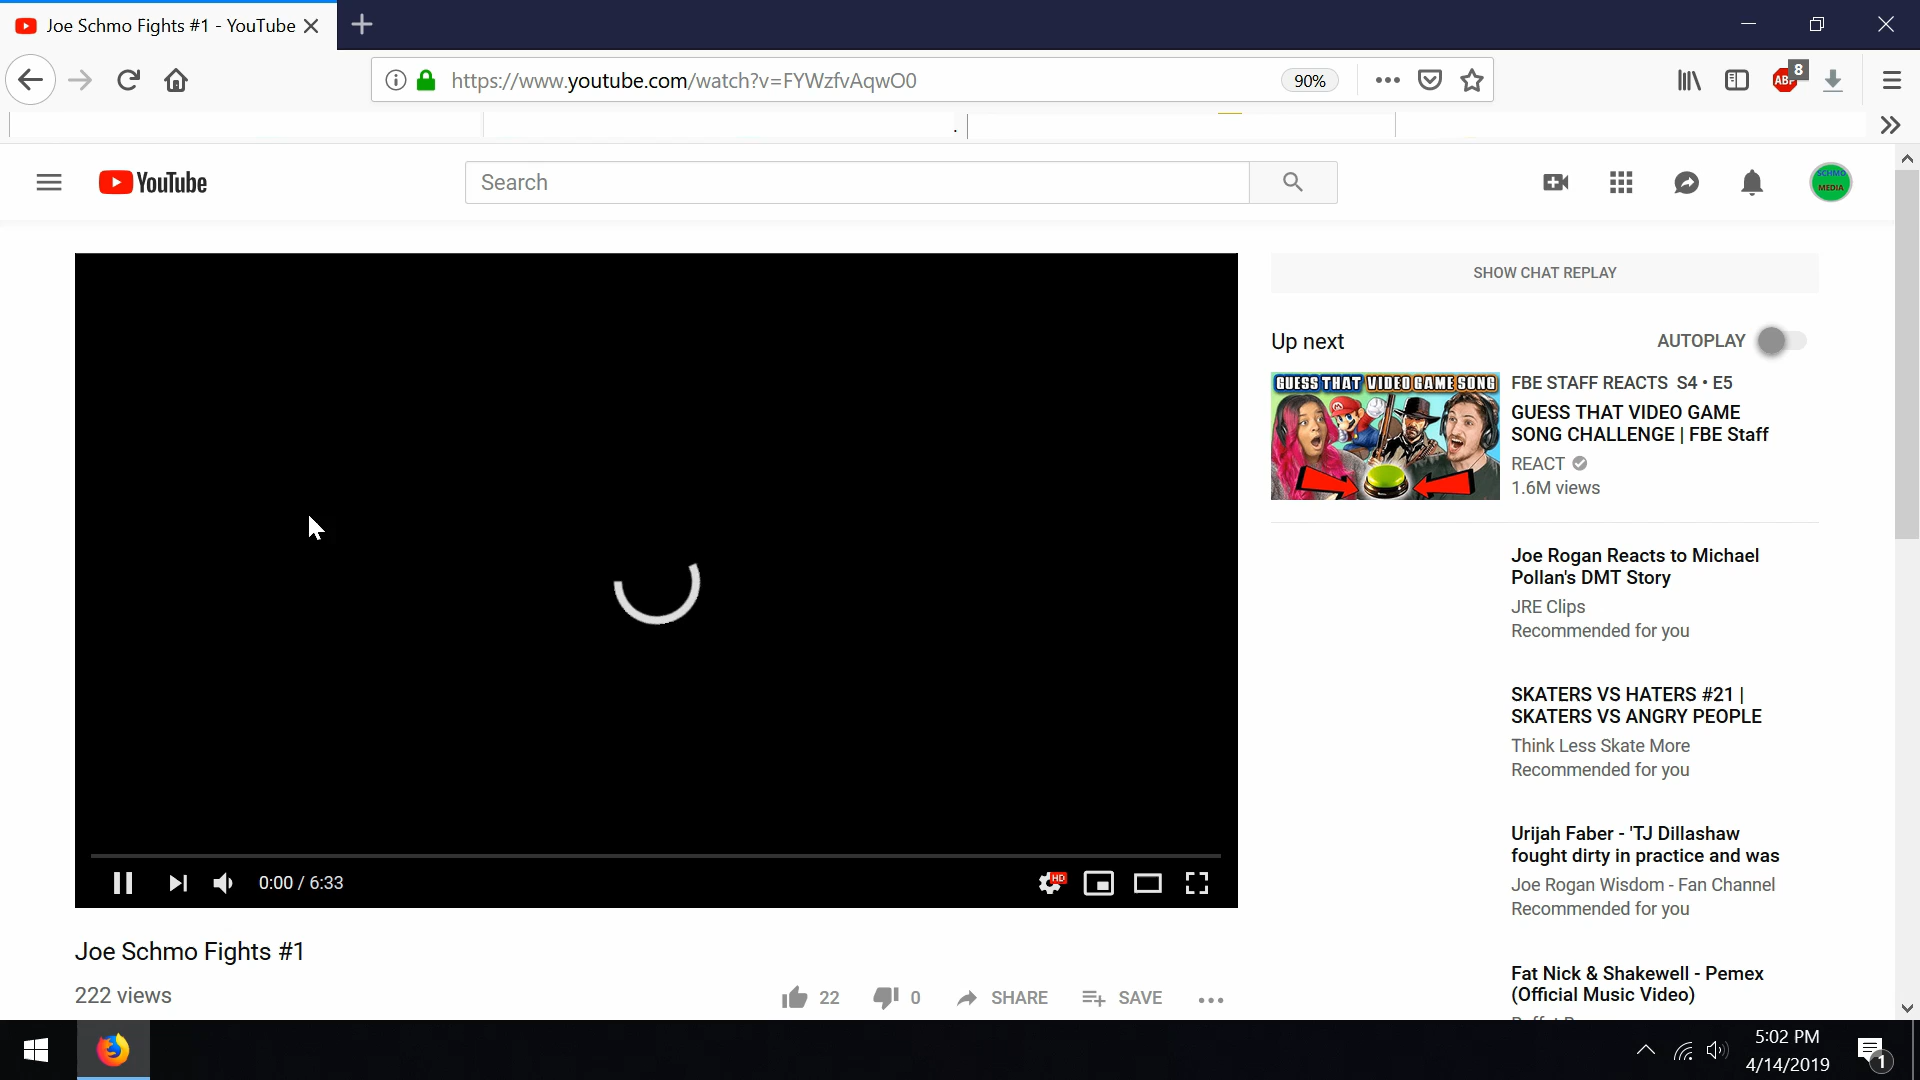 Joe Schmo Fights #1 - YouTube
https://www.youtube.com/watch?v=FYWzfvAqwO0
90%
ABP
8
YouTube
Search
SCHMO
MEDIA
SHOW CHAT REPLAY
Up next
AUTOPLAY
GUESS THAT VIDEO GAME SONG
FBE STAFF REACTS S4 • E5
GUESS THAT VIDEO GAME
SONG CHALLENGE | FBE Staff
REACT
1.6M views
Joe Rogan Reacts to Michael
Pollan's DMT Story
JRE Clips
Recommended for you
SKATERS VS HATERS #21 |
SKATERS VS ANGRY PEOPLE
Think Less Skate More
Recommended for you
Urijah Faber - 'TJ Dillashaw
fought dirty in practice and was
Joe Rogan Wisdom - Fan Channel
Recommended for you
Fat Nick & Shakewell - Pemex
(Official Music Video)
0:00 / 6:33
HD
Joe Schmo Fights #1
222 views
22
0
SHARE
SAVE
5:02 PM
4/14/2019
1